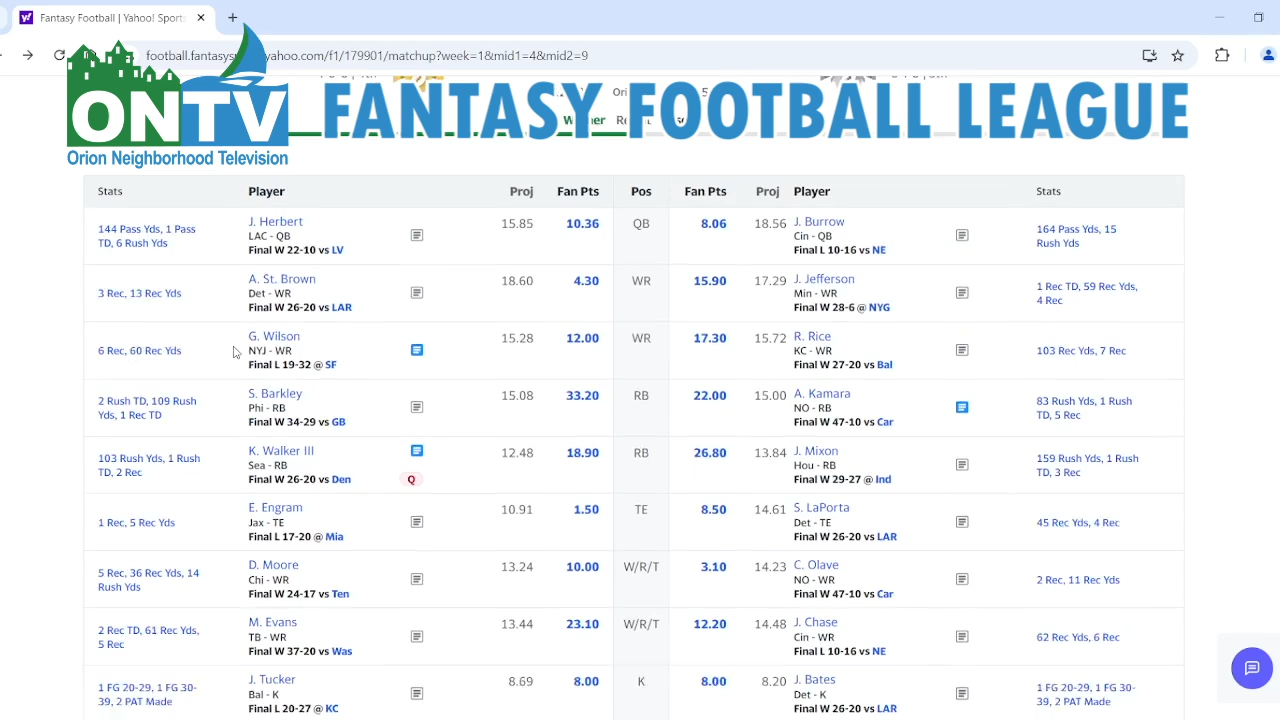 Fantasy Football | Yahoo! Sports
football.fantasysp yahoo.com/f1/179901/matchup?week=1&mid1=4&mid2=9
ONTV
Orion Neighborhood Television
FANTASY FOOTBALL LEAGUE
Stats Player Proj Fan Pts Pos Fan Pts Proj Player Stats
144 Pass Yds, 1 Pass
TD, 6 Rush Yds
J. Herbert
LAC - QB
Final W 22-10 vs LV
15.85 10.36 QB 8.06 18.56
J. Burrow
Cin - QB
Final L 10-16 vs NE
164 Pass Yds, 15
Rush Yds
3 Rec, 13 Rec Yds
A. St. Brown
Det - WR
Final W 26-20 vs LAR
18.60 4.30 WR 15.90 17.29
J. Jefferson
Min - WR
Final W 28-6 @ NYG
1 Rec TD, 59 Rec Yds,
4 Rec
6 Rec, 60 Rec Yds
G. Wilson
NYJ - WR
Final L 19-32 @ SF
15.28 12.00 WR 17.30 15.72
R. Rice
KC - WR
Final W 27-20 vs Bal
103 Rec Yds, 7 Rec
2 Rush TD, 109 Rush
Yds, 1 Rec TD
S. Barkley
Phi - RB
Final W 34-29 vs GB
15.08 33.20 RB 22.00 15.00
A. Kamara
NO - RB
Final W 47-10 vs Car
83 Rush Yds, 1 Rush
TD, 5 Rec
103 Rush Yds, 1 Rush
TD, 2 Rec
K. Walker III
Sea - RB
Final W 26-20 vs Den
Q
12.48 18.90 RB 26.80 13.84
J. Mixon
Hou - RB
Final W 29-27 @ Ind
159 Rush Yds, 1 Rush
TD, 3 Rec
1 Rec, 5 Rec Yds
E. Engram
Jax - TE
Final L 17-20 @ Mia
10.91 1.50 TE 8.50 14.61
S. LaPorta
Det - TE
Final W 26-20 vs LAR
45 Rec Yds, 4 Rec
5 Rec, 36 Rec Yds, 14
Rush Yds
D. Moore
Chi - WR
Final W 24-17 vs Ten
13.24 10.00 W/R/T 3.10 14.23
C. Olave
NO - WR
Final W 47-10 vs Car
2 Rec, 11 Rec Yds
2 Rec TD, 61 Rec Yds,
5 Rec
M. Evans
TB - WR
Final W 37-20 vs Was
13.44 23.10 W/R/T 12.20 14.48
J. Chase
Cin - WR
Final L 10-16 vs NE
62 Rec Yds, 6 Rec
1 FG 20-29, 1 FG 30-
39, 2 PAT Made
J. Tucker
Bal - K
Final L 20-27 @ KC
8.69 8.00 K 8.00 8.20
J. Bates
Det - K
Final W 26-20 vs LAR
1 FG 20-29, 1 FG 30-
39, 2 PAT Made